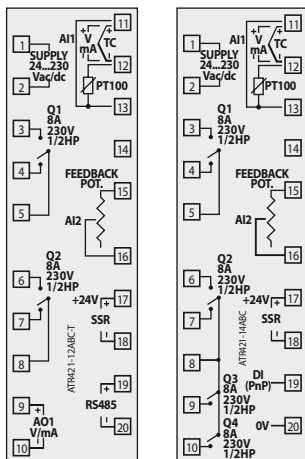 1
SUPPLY
24...230
Vac/dc
2
Q1
8A
230V
1/2HP
3
4
5
Q2
8A
230V
1/2HP
6
7
8
9
AO1
V/mA
10
ATR421-12ABC-T
11
AI1
V
mA
TC
12
PT100
13
14
FEEDBACK
POT.
15
AI2
16
+24V
17
SSR
18
19
RS485
20
1
SUPPLY
24...230
Vac/dc
2
Q1
8A
230V
1/2HP
3
4
5
Q2
8A
230V
1/2HP
6
7
8
Q3
8A
230V
1/2HP
9
Q4
8A
230V
1/2HP
10
ATR421-14ABC
11
AI1
V
mA
TC
12
PT100
13
14
FEEDBACK
POT.
15
AI2
16
+24V
17
SSR
18
DI
(PnP)
19
0V
20